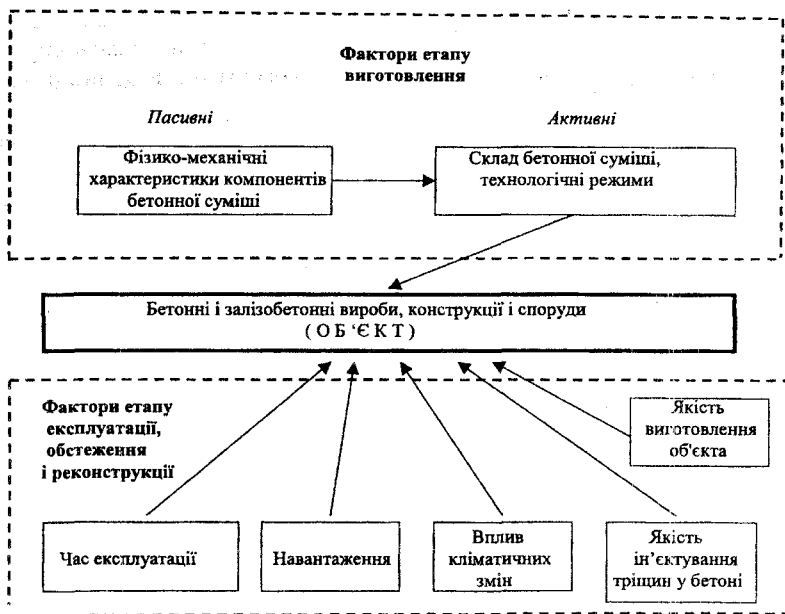 Фактори етапу
виготовлення
Пасивні
Активні
Фізико-механічні
характеристики компонентів
бетонної суміші
Склад бетонної суміші,
технологічні режими
Бетонні і залізобетонні вироби, конструкції і споруди
( О Б ‘Є К Т )
Фактори етапу
експлуатації,
обстеження
і реконструкції
Якість
виготовлення
об'єкта
Час експлуатації
Навантаження
Вплив
кліматичних
змін
Якість
ін’єктування
тріщин у бетоні